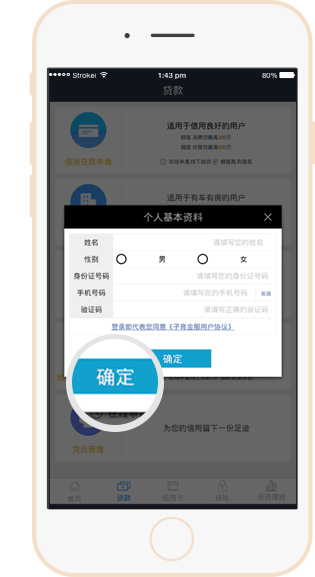 Strokei
1:43 pm
80%
贷款
适用于信用良好的用户
信用贷款申请
适用于有车有房的用户
个人基本资料
姓名 请填写您的姓名
性别 男 女
身份证号码 请填写您的身份证号码
手机号码 请填写您的手机号码 发送
验证码 请填写正确的验证码
登录即代表您同意《子育金服用户协议》
确定
确定
为您的信用留下一份足迹
贷后管理
首页 贷款 信用卡 保险 投资理财